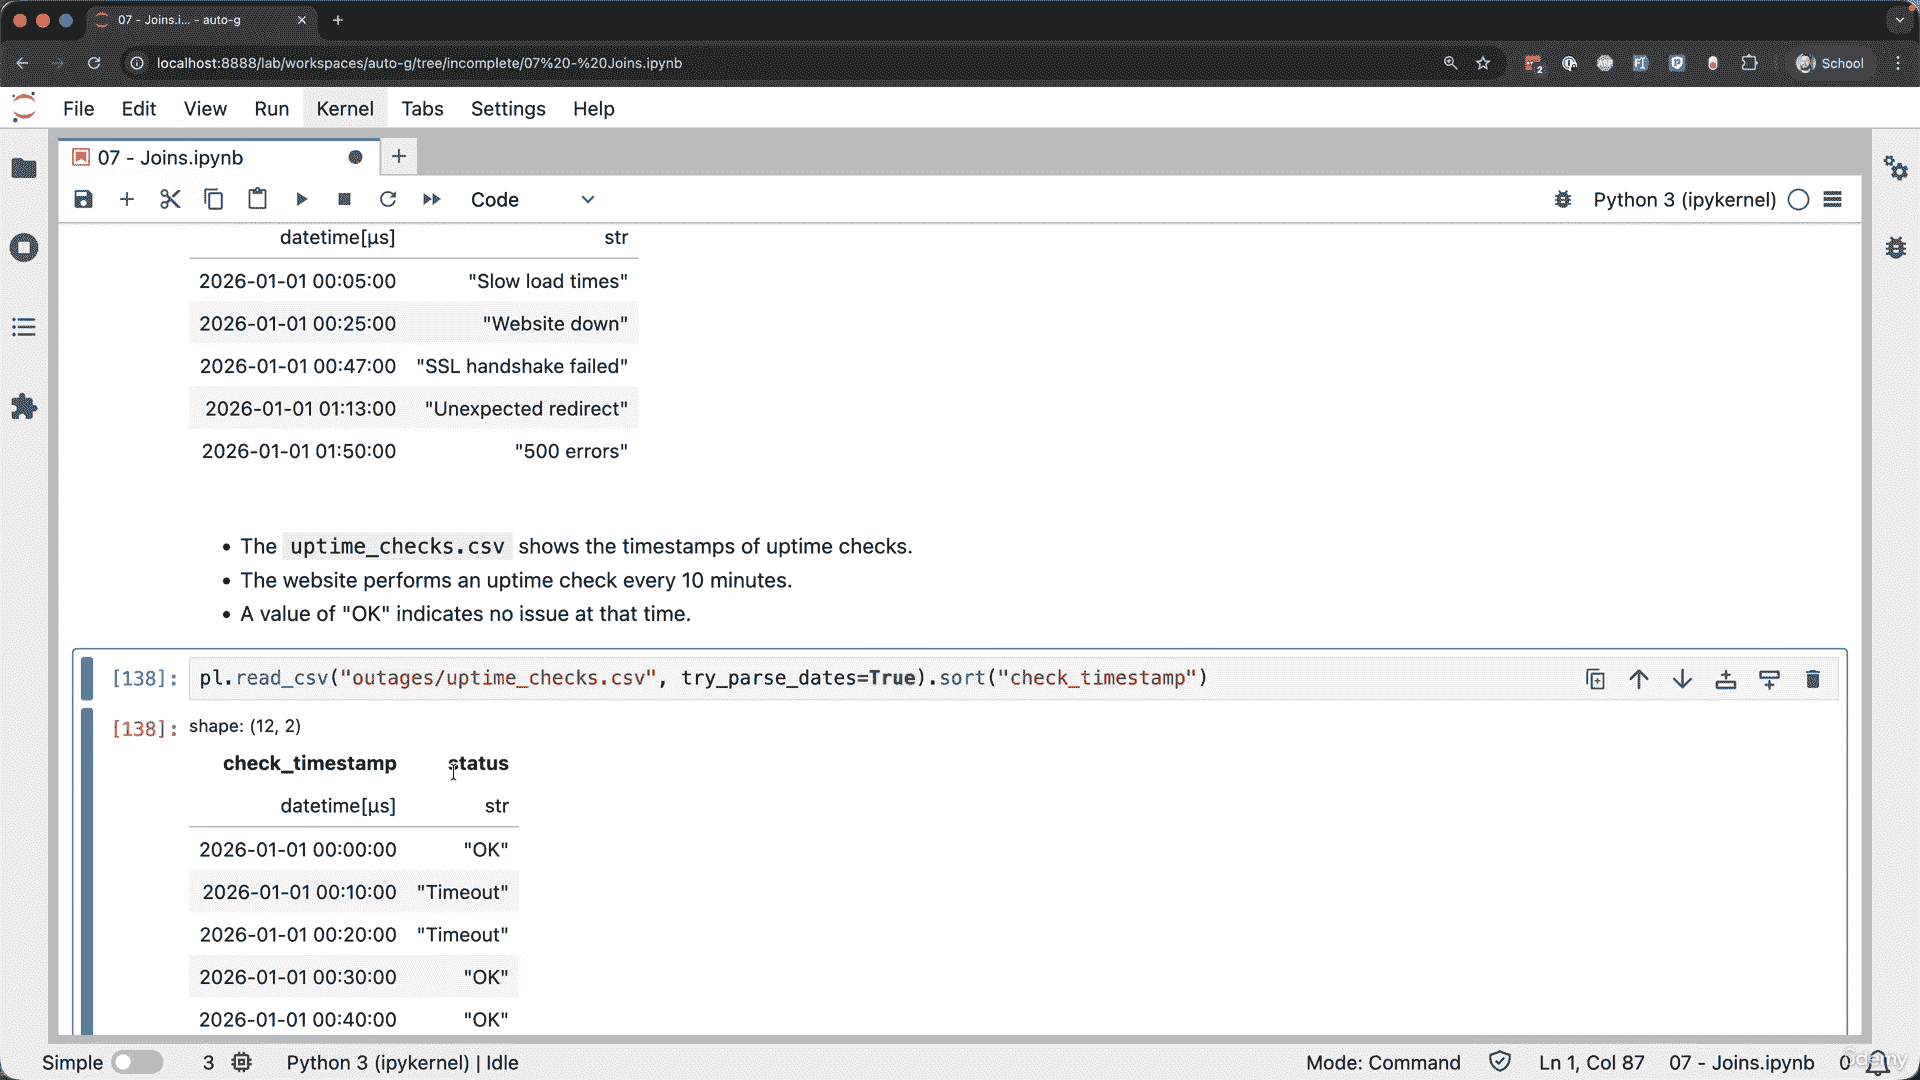 07 - Joins.i... - auto-g
localhost:8888/lab/workspaces/auto-g/tree/incomplete/07%20-%20Joins.ipynb
2
School
File Edit View Run Kernel Tabs Settings Help
07 - Joins.ipynb
Code
Python 3 (ipykernel)
datetime[μs] str
2026-01-01 00:05:00 "Slow load times"
2026-01-01 00:25:00 "Website down"
2026-01-01 00:47:00 "SSL handshake failed"
2026-01-01 01:13:00 "Unexpected redirect"
2026-01-01 01:50:00 "500 errors"
• The uptime_checks.csv shows the timestamps of uptime checks.
• The website performs an uptime check every 10 minutes.
• A value of "OK" indicates no issue at that time.
[138]: pl.read_csv("outages/uptime_checks.csv", try_parse_dates=True).sort("check_timestamp")
[138]: shape: (12, 2)
check_timestamp status
datetime[μs] str
2026-01-01 00:00:00 "OK"
2026-01-01 00:10:00 "Timeout"
2026-01-01 00:20:00 "Timeout"
2026-01-01 00:30:00 "OK"
2026-01-01 00:40:00 "OK"
Simple 3 Python 3 (ipykernel) | Idle Mode: Command Ln 1, Col 87 07 - Joins.ipynb 0
udemy